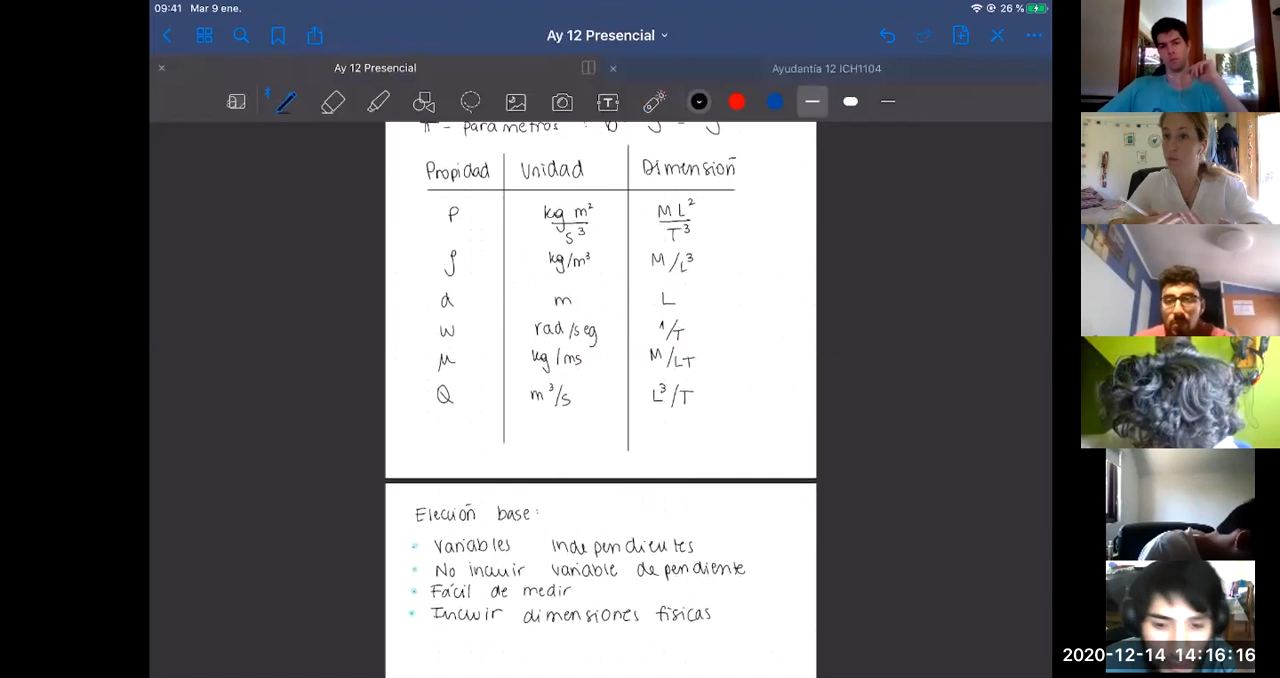 09:41 Mar 9 ene.
26 %
Ay 12 Presencial
Ay 12 Presencial
Ayudantía 12 ICH1104
π - parámetros :
Propiedad Unidad Dimensión
P kg m²/s³ M L²/T³
ρ kg/m³ M/L³
d m L
w rad/seg 1/T
μ kg/ms M/LT
Q m³/s L³/T
Elección base:
• Variables independientes
• No incluir variable dependiente
• Fácil de medir
• Incluir dimensiones físicas
2020-12-14 14:16:16